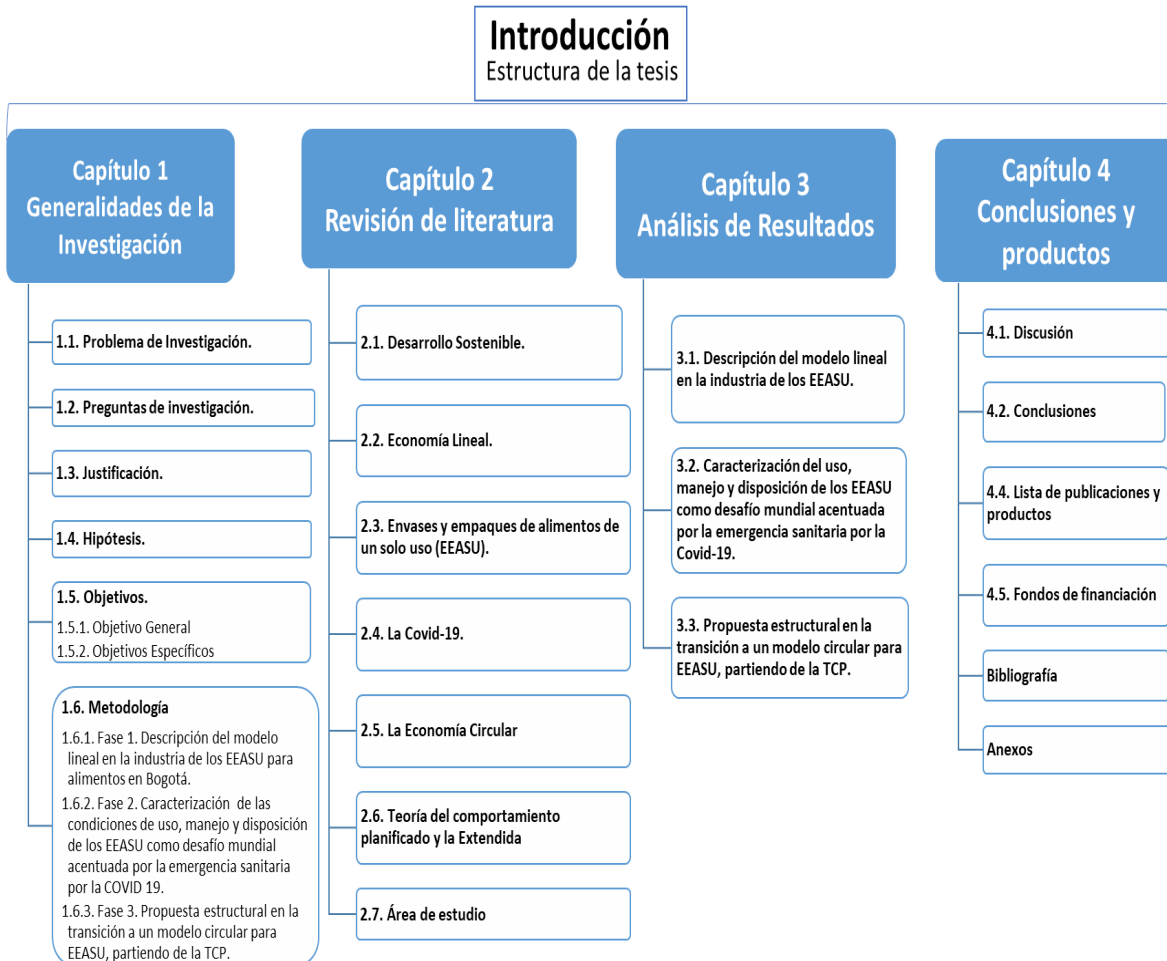 Introducción
Estructura de la tesis
Capítulo 1
Generalidades de la
Investigación
1.1. Problema de Investigación.
1.2. Preguntas de investigación.
1.3. Justificación.
1.4. Hipótesis.
1.5. Objetivos.
1.5.1. Objetivo General
1.5.2. Objetivos Específicos
1.6. Metodología
1.6.1. Fase 1. Descripción del modelo
lineal en la industria de los EEASU para
alimentos en Bogotá.
1.6.2. Fase 2. Caracterización de las
condiciones de uso, manejo y disposición
de los EEASU como desafío mundial
acentuada por la emergencia sanitaria
por la COVID 19.
1.6.3. Fase 3. Propuesta estructural en la
transición a un modelo circular para
EEASU, partiendo de la TCP.
Capítulo 2
Revisión de literatura
2.1. Desarrollo Sostenible.
2.2. Economía Lineal.
2.3. Envases y empaques de alimentos de
un solo uso (EEASU).
2.4. La Covid-19.
2.5. La Economía Circular
2.6. Teoría del comportamiento
planificado y la Extendida
2.7. Área de estudio
Capítulo 3
Análisis de Resultados
3.1. Descripción del modelo lineal
en la industria de los EEASU.
3.2. Caracterización del uso,
manejo y disposición de los EEASU
como desafío mundial acentuada
por la emergencia sanitaria por la
Covid-19.
3.3. Propuesta estructural en la
transición a un modelo circular para
EEASU, partiendo de la TCP.
Capítulo 4
Conclusiones y
productos
4.1. Discusión
4.2. Conclusiones
4.4. Lista de publicaciones y
productos
4.5. Fondos de financiación
Bibliografía
Anexos